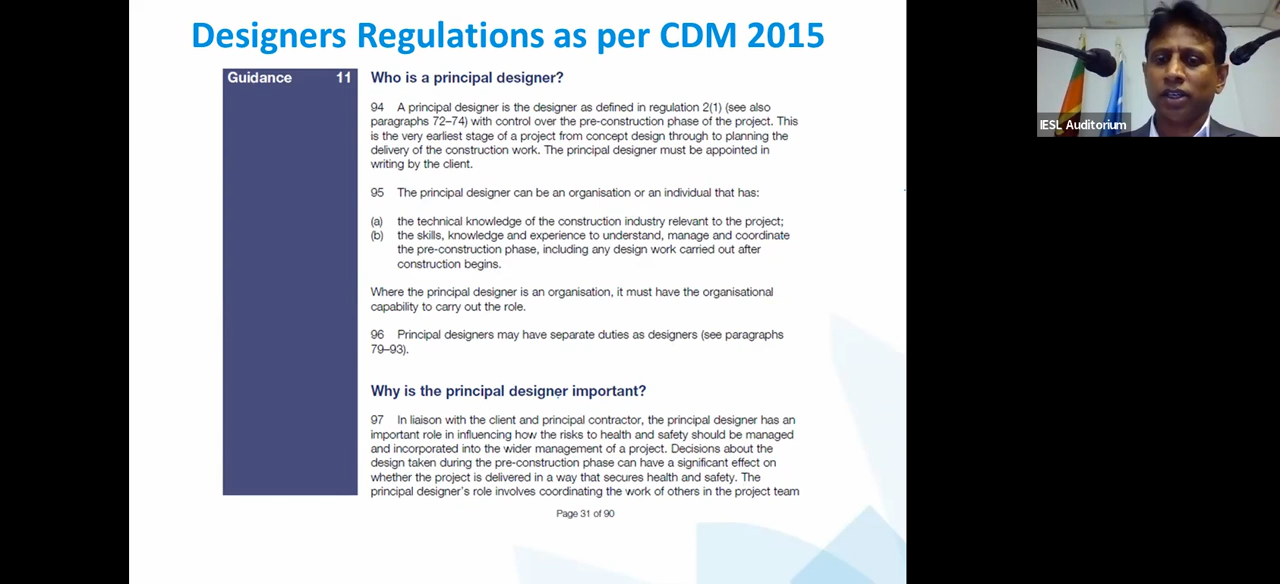 Designers Regulations as per CDM 2015
Guidance 11
Who is a principal designer?
94 A principal designer is the designer as defined in regulation 2(1) (see also
paragraphs 72–74) with control over the pre-construction phase of the project. This
is the very earliest stage of a project from concept design through to planning the
delivery of the construction work. The principal designer must be appointed in
writing by the client.
95 The principal designer can be an organisation or an individual that has:
(a) the technical knowledge of the construction industry relevant to the project;
(b) the skills, knowledge and experience to understand, manage and coordinate
the pre-construction phase, including any design work carried out after
construction begins.
Where the principal designer is an organisation, it must have the organisational
capability to carry out the role.
96 Principal designers may have separate duties as designers (see paragraphs
79–93).
Why is the principal designer important?
97 In liaison with the client and principal contractor, the principal designer has an
important role in influencing how the risks to health and safety should be managed
and incorporated into the wider management of a project. Decisions about the
design taken during the pre-construction phase can have a significant effect on
whether the project is delivered in a way that secures health and safety. The
principal designer's role involves coordinating the work of others in the project team
Page 31 of 90
IESL Auditorium